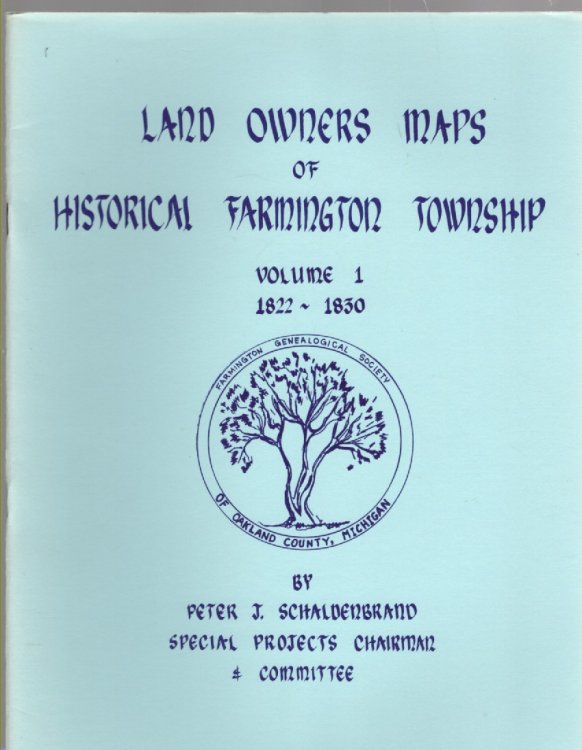 LAND OWNERS MAPS
OF
HISTORICAL FARMINGTON TOWNSHIP
VOLUME 1
1822 ~ 1830
FARMINGTON GENEALOGICAL SOCIETY
OF OAKLAND COUNTY, MICHIGAN
BY
PETER J. SCHALDENBRAND
SPECIAL PROJECTS CHAIRMAN
& COMMITTEE